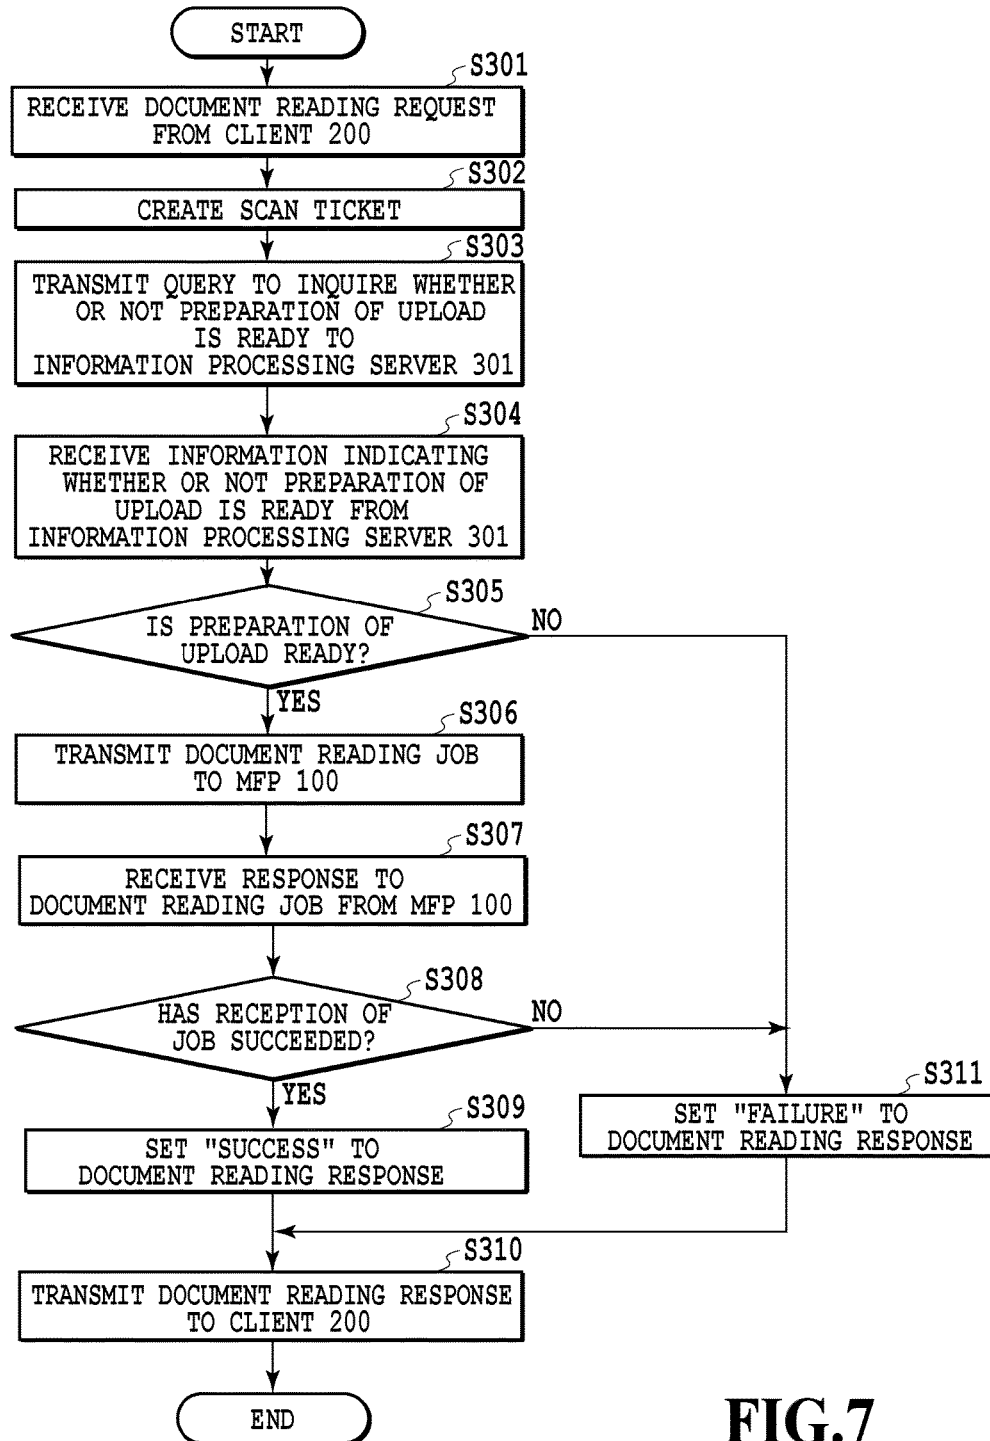 START
S301
RECEIVE DOCUMENT READING REQUEST
FROM CLIENT 200
S302
CREATE SCAN TICKET
S303
TRANSMIT QUERY TO INQUIRE WHETHER
OR NOT PREPARATION OF UPLOAD
IS READY TO
INFORMATION PROCESSING SERVER 301
S304
RECEIVE INFORMATION INDICATING
WHETHER OR NOT PREPARATION OF
UPLOAD IS READY FROM
INFORMATION PROCESSING SERVER 301
S305
IS PREPARATION OF
UPLOAD READY?
NO
YES
S306
TRANSMIT DOCUMENT READING JOB
TO MFP 100
S307
RECEIVE RESPONSE TO
DOCUMENT READING JOB FROM MFP 100
S308
HAS RECEPTION OF
JOB SUCCEEDED?
NO
YES
S309
SET "SUCCESS" TO
DOCUMENT READING RESPONSE
S311
SET "FAILURE" TO
DOCUMENT READING RESPONSE
S310
TRANSMIT DOCUMENT READING RESPONSE
TO CLIENT 200
END
FIG.7